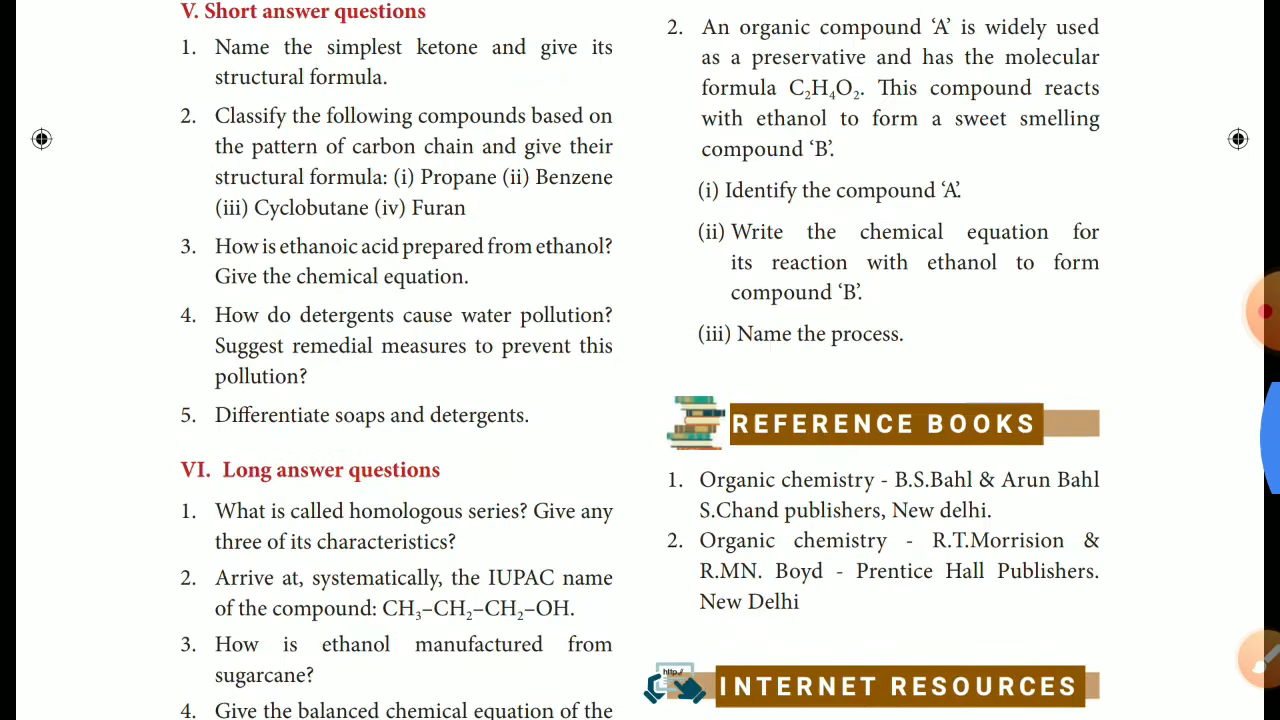 V. Short answer questions
1. Name the simplest ketone and give its
structural formula.
2. Classify the following compounds based on
the pattern of carbon chain and give their
structural formula: (i) Propane (ii) Benzene
(iii) Cyclobutane (iv) Furan
3. How is ethanoic acid prepared from ethanol?
Give the chemical equation.
4. How do detergents cause water pollution?
Suggest remedial measures to prevent this
pollution?
5. Differentiate soaps and detergents.
VI. Long answer questions
1. What is called homologous series? Give any
three of its characteristics?
2. Arrive at, systematically, the IUPAC name
of the compound: CH₃–CH₂–CH₂–OH.
3. How is ethanol manufactured from
sugarcane?
4. Give the balanced chemical equation of the
2. An organic compound ‘A’ is widely used
as a preservative and has the molecular
formula C₂H₄O₂. This compound reacts
with ethanol to form a sweet smelling
compound ‘B’.
(i) Identify the compound ‘A’.
(ii) Write the chemical equation for
its reaction with ethanol to form
compound ‘B’.
(iii) Name the process.
REFERENCE BOOKS
1. Organic chemistry - B.S.Bahl & Arun Bahl
S.Chand publishers, New delhi.
2. Organic chemistry - R.T.Morrision &
R.MN. Boyd - Prentice Hall Publishers.
New Delhi
http://
INTERNET RESOURCES